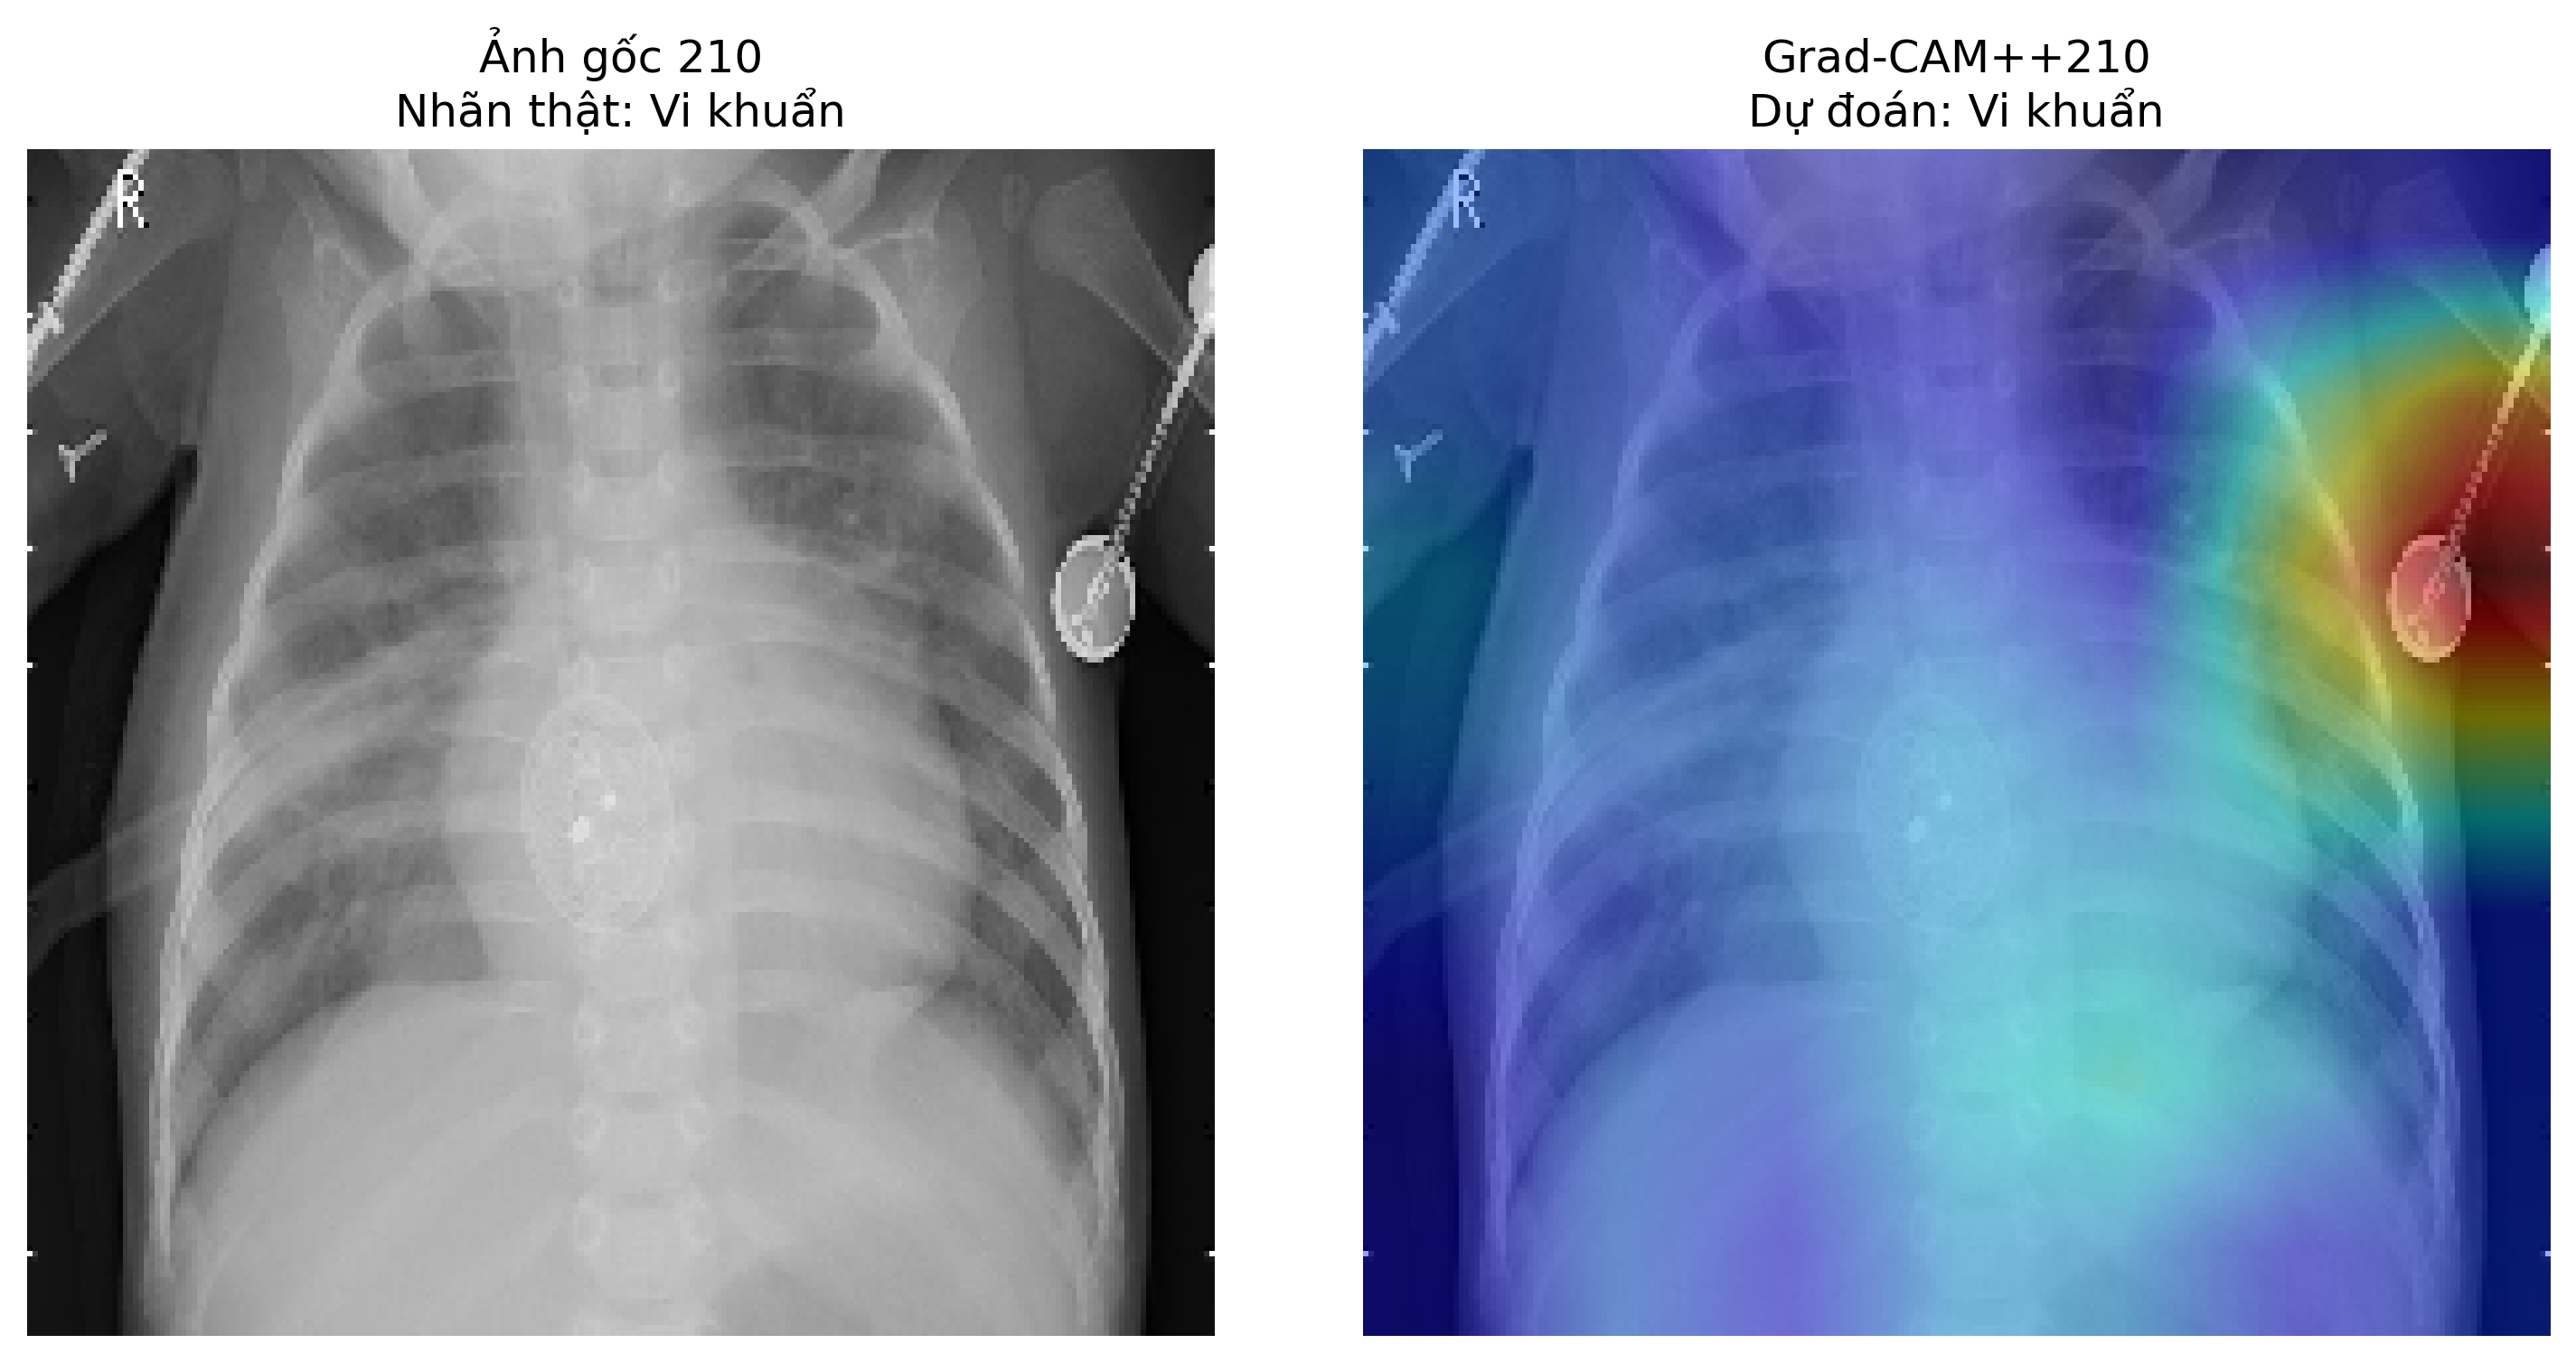 Ảnh gốc 210
Nhãn thật: Vi khuẩn
Grad-CAM++210
Dự đoán: Vi khuẩn
R
R